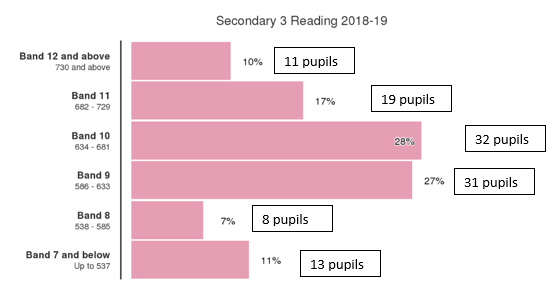 Secondary 3 Reading 2018-19
Band 12 and above
730 and above
10%
11 pupils
Band 11
682 - 729
17%
19 pupils
Band 10
634 - 681
28%
32 pupils
Band 9
586 - 633
27%
31 pupils
Band 8
538 - 585
7%
8 pupils
Band 7 and below
Up to 537
11%
13 pupils